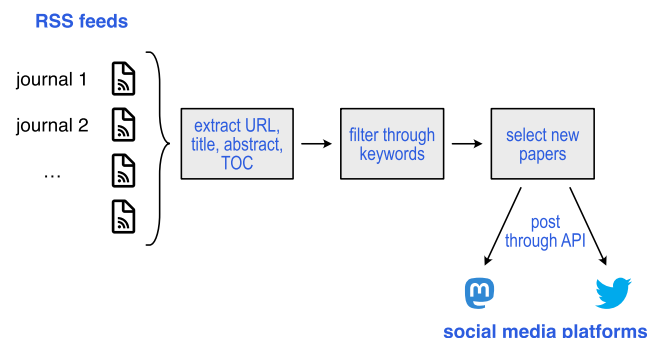 RSS feeds
journal 1
journal 2
...
extract URL,
title, abstract,
TOC
filter through
keywords
select new
papers
post
through API
social media platforms